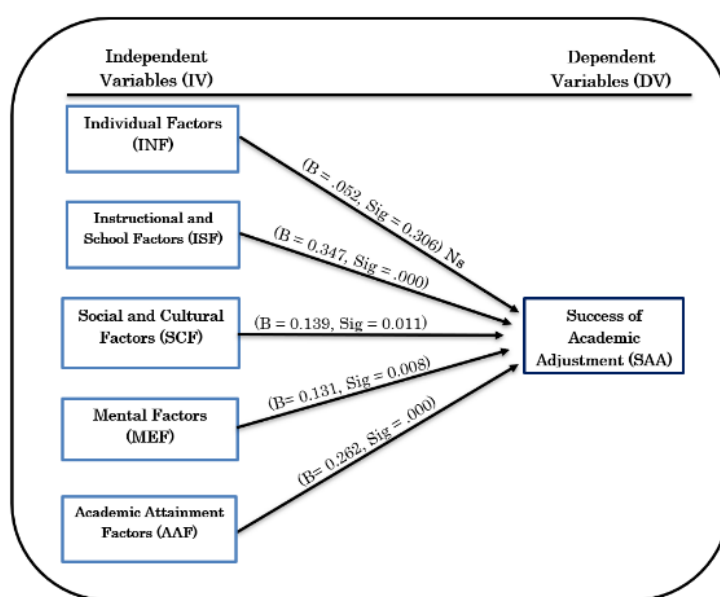 Independent
Variables (IV)
Dependent
Variables (DV)
Individual Factors
(INF)
(B = .052, Sig = 0.306) Ns
Instructional and
School Factors (ISF)
(B = 0.347, Sig = .000)
Social and Cultural
Factors (SCF)
(B = 0.139, Sig = 0.011)
Success of
Academic
Adjustment (SAA)
Mental Factors
(MEF)
(B= 0.131, Sig = 0.008)
Academic Attainment
Factors (AAF)
(B= 0.262, Sig = .000)